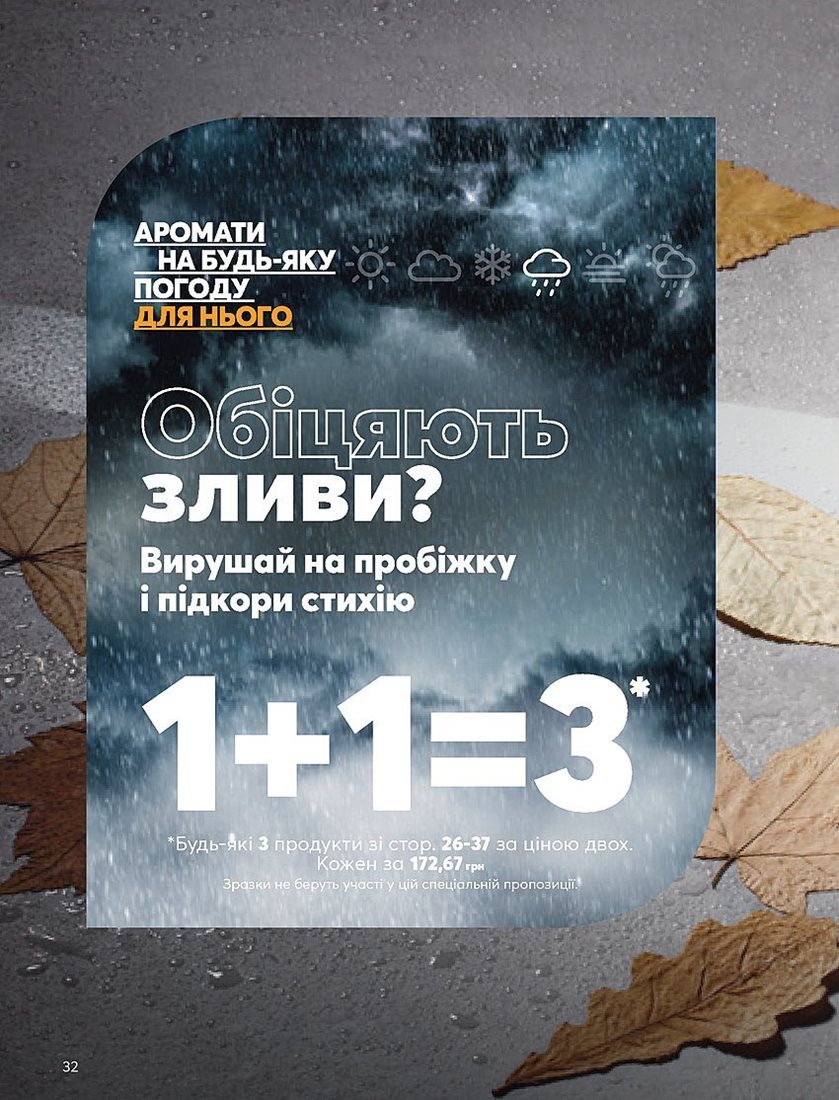 АРОМАТИ
НА БУДЬ-ЯКУ
ПОГОДУ
ДЛЯ НЬОГО
Обіцяють
зливи?
Вирушай на пробіжку
і підкори стихію
1+1=3*
*Будь-які 3 продукти зі стор. 26-37 за ціною двох.
Кожен за 172,67 грн
Зразки не беруть участі у цій спеціальній пропозиції.
32